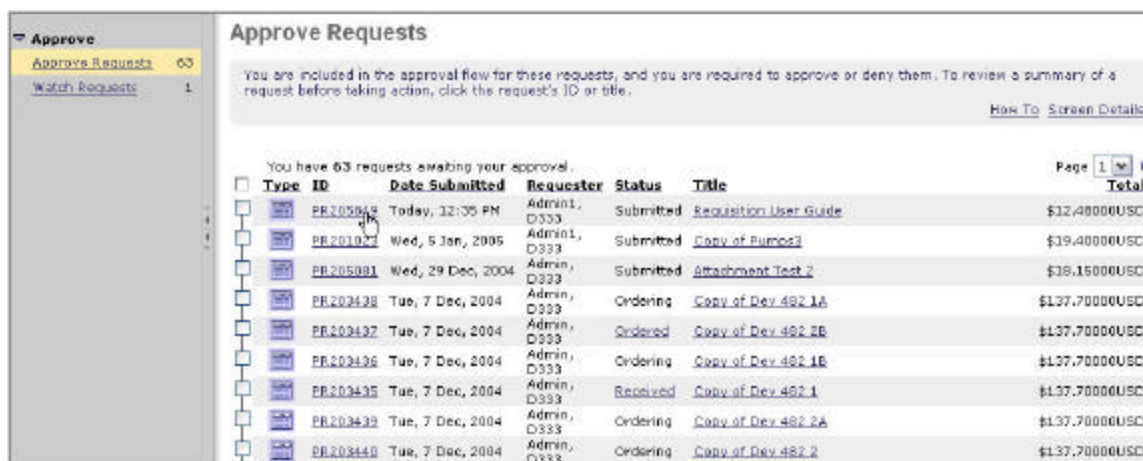 Approve
Approve Requests 63
Watch Requests 1
Approve Requests
You are included in the approval flow for these requests, and you are required to approve or deny them. To review a summary of a
request before taking action, click the request's ID or title.
How To Screen Details
You have 63 requests awaiting your approval.
Page 1
Type ID Date Submitted Requester Status Title Total
Today, 12:35 PM Admin1, D333 Submitted Requisition User Guide $12.48000USD
PR201023 Wed, 5 Jan, 2005 Admin1, D333 Submitted Copy of Pumps3 $19.40000USD
PR205081 Wed, 29 Dec, 2004 Admin, D333 Submitted Attachment Test 2 $18.15000USD
PR203438 Tue, 7 Dec, 2004 Admin, D333 Ordering Copy of Dev 482 1A $137.70000USD
PR203437 Tue, 7 Dec, 2004 Admin, D333 Ordered Copy of Dev 482 2B $137.70000USD
PR203436 Tue, 7 Dec, 2004 Admin, D333 Ordering Copy of Dev 482 1B $137.70000USD
PR203435 Tue, 7 Dec, 2004 Admin, D333 Received Copy of Dev 482 1 $137.70000USD
PR203439 Tue, 7 Dec, 2004 Admin, D333 Ordering Copy of Dev 482 2A $137.70000USD
PR203440 Tue, 7 Dec, 2004 Admin, D333 Ordering Copy of Dev 482 2 $137.70000USD